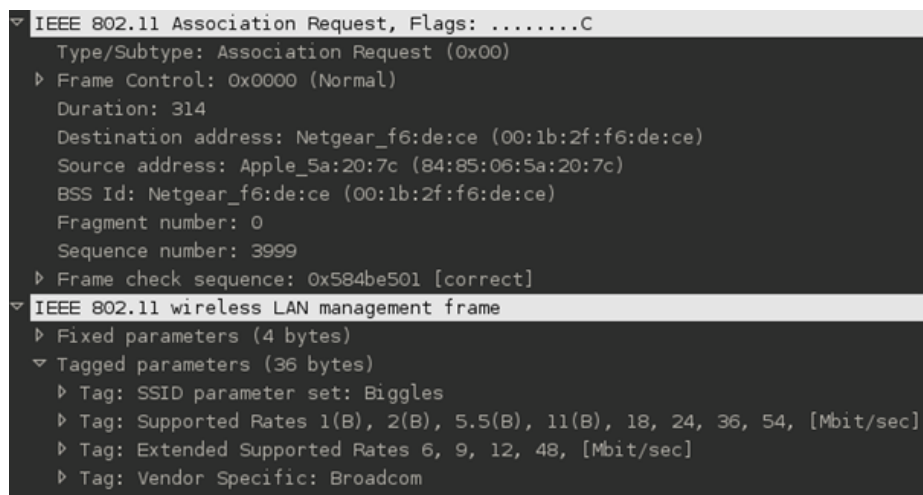 IEEE 802.11 Association Request, Flags: ........C
Type/Subtype: Association Request (0x00)
Frame Control: 0x0000 (Normal)
Duration: 314
Destination address: Netgear_f6:de:ce (00:1b:2f:f6:de:ce)
Source address: Apple_5a:20:7c (84:85:06:5a:20:7c)
BSS Id: Netgear_f6:de:ce (00:1b:2f:f6:de:ce)
Fragment number: 0
Sequence number: 3999
Frame check sequence: 0x584be501 [correct]
IEEE 802.11 wireless LAN management frame
Fixed parameters (4 bytes)
Tagged parameters (36 bytes)
Tag: SSID parameter set: Biggles
Tag: Supported Rates 1(B), 2(B), 5.5(B), 11(B), 18, 24, 36, 54, [Mbit/sec]
Tag: Extended Supported Rates 6, 9, 12, 48, [Mbit/sec]
Tag: Vendor Specific: Broadcom